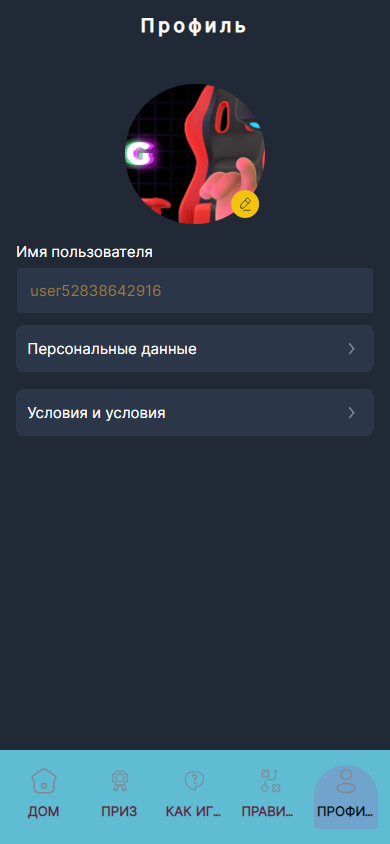 Профиль
G
Имя пользователя
user52838642916
Персональные данные
Условия и условия
ДОМ
ПРИЗ
КАК ИГ...
ПРАВИ...
ПРОФИ...